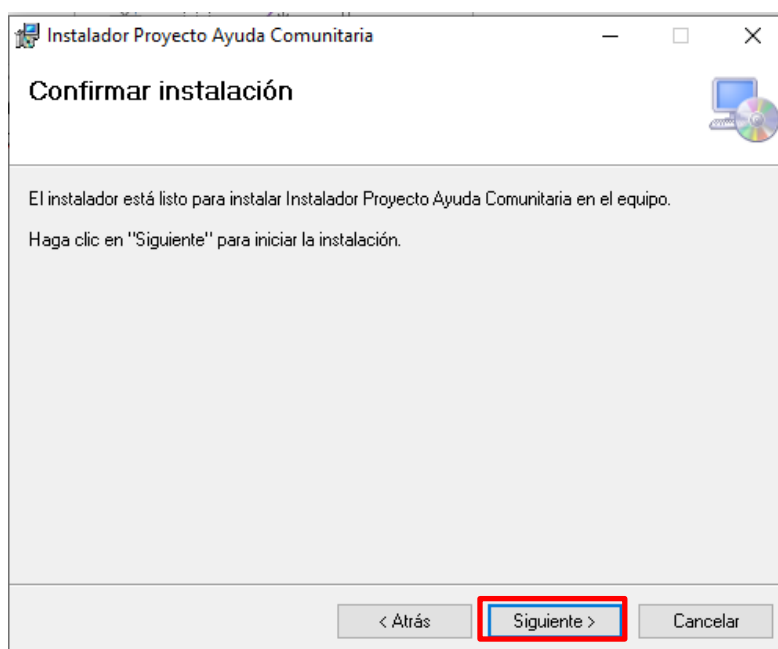 Instalador Proyecto Ayuda Comunitaria
Confirmar instalación
El instalador está listo para instalar Instalador Proyecto Ayuda Comunitaria en el equipo.
Haga clic en "Siguiente" para iniciar la instalación.
< Atrás
Siguiente >
Cancelar